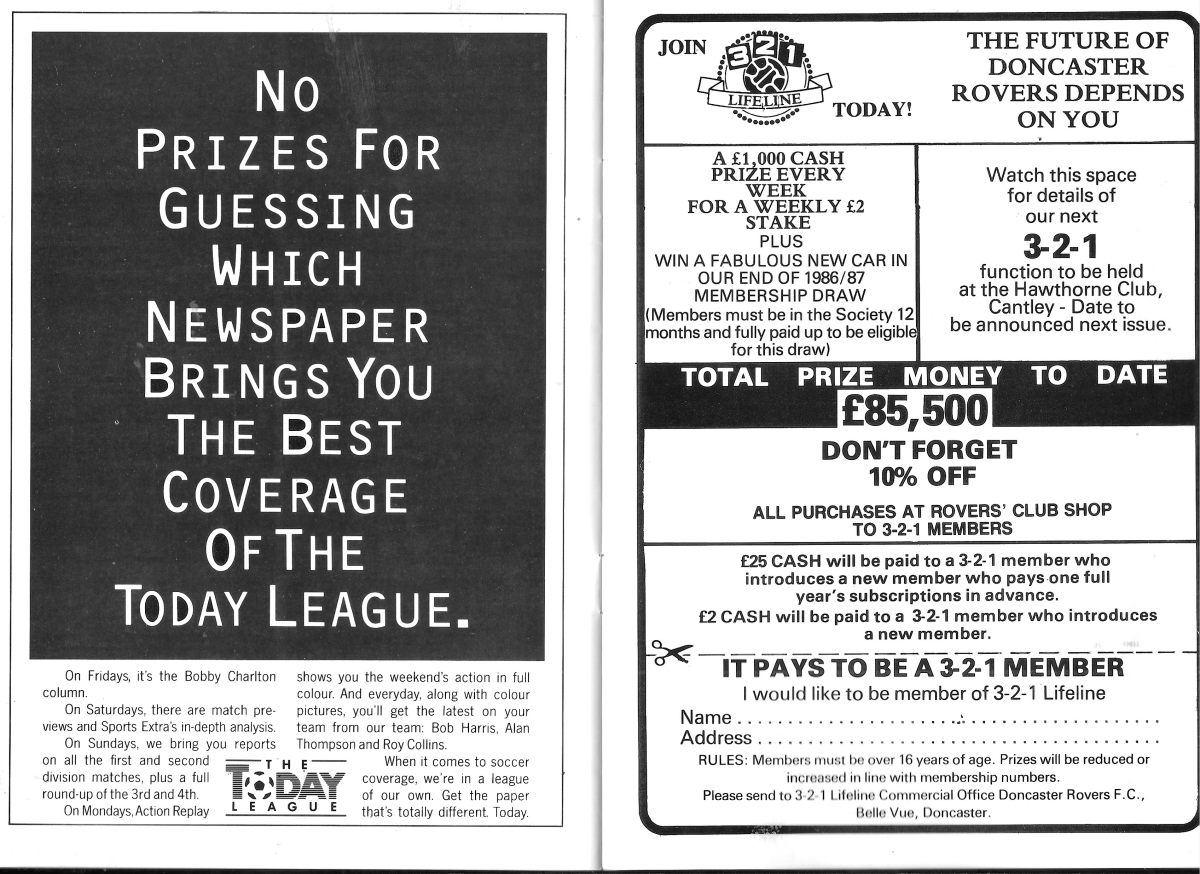 No
Prizes For
Guessing
Which
Newspaper
Brings You
The Best
Coverage
Of The
Today League.
On Fridays, it's the Bobby Charlton
column.
On Saturdays, there are match pre-
views and Sports Extra's in-depth analysis.
On Sundays, we bring you reports
on all the first and second
division matches, plus a full
round-up of the 3rd and 4th.
On Mondays, Action Replay
shows you the weekend's action in full
colour. And everyday, along with colour
pictures, you'll get the latest on your
team from our team: Bob Harris, Alan
Thompson and Roy Collins.
When it comes to soccer
coverage, we're in a league
of our own. Get the paper
that's totally different. Today.
THE
TODAY
LEAGUE
JOIN
3 2 1
LIFELINE
TODAY!
THE FUTURE OF
DONCASTER
ROVERS DEPENDS
ON YOU
A £1,000 CASH
PRIZE EVERY
WEEK
FOR A WEEKLY £2
STAKE
PLUS
WIN A FABULOUS NEW CAR IN
OUR END OF 1986/87
MEMBERSHIP DRAW
(Members must be in the Society 12
months and fully paid up to be eligible
for this draw)
Watch this space
for details of
our next
3-2-1
function to be held
at the Hawthorne Club,
Cantley - Date to
be announced next issue.
TOTAL PRIZE MONEY TO DATE
£85,500
DON'T FORGET
10% OFF
ALL PURCHASES AT ROVERS' CLUB SHOP
TO 3-2-1 MEMBERS
£25 CASH will be paid to a 3-2-1 member who
introduces a new member who pays one full
year's subscriptions in advance.
£2 CASH will be paid to a 3-2-1 member who introduces
a new member.
IT PAYS TO BE A 3-2-1 MEMBER
I would like to be member of 3-2-1 Lifeline
Name
Address
RULES: Members must be over 16 years of age. Prizes will be reduced or
increased in line with membership numbers.
Please send to 3-2-1 Lifeline Commercial Office Doncaster Rovers F.C.,
Belle Vue, Doncaster.